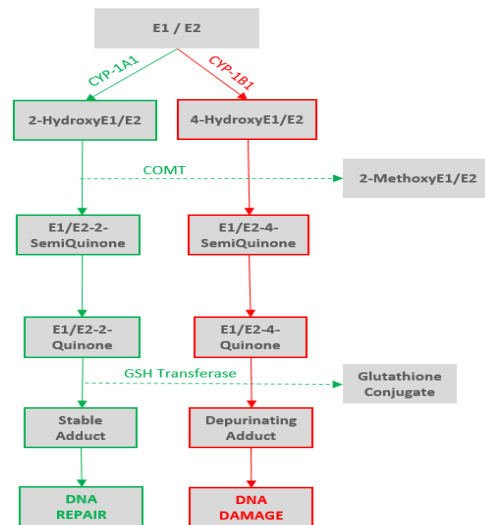 E1 / E2
CYP-1A1
CYP-1B1
2-HydroxyE1/E2
4-HydroxyE1/E2
COMT
2-MethoxyE1/E2
E1/E2-2-
SemiQuinone
E1/E2-4-
SemiQuinone
E1/E2-2-
Quinone
E1/E2-4-
Quinone
GSH Transferase
Glutathione
Conjugate
Stable
Adduct
Depurinating
Adduct
DNA
REPAIR
DNA
DAMAGE